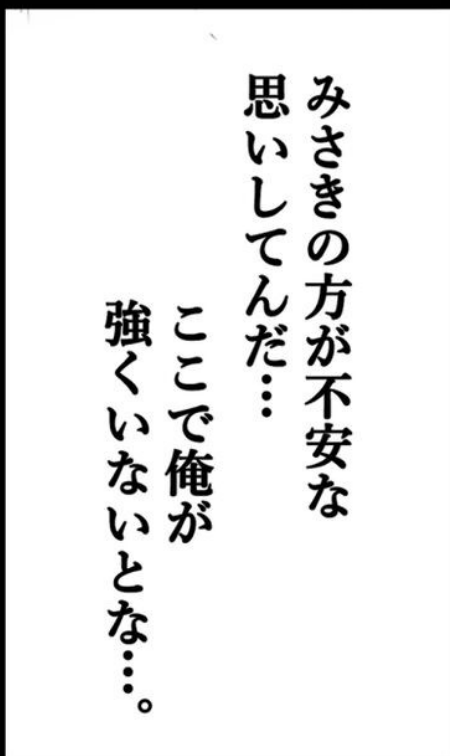 みさきの方が不安な
思いしてんだ…
ここで俺が
強くいないとな…。